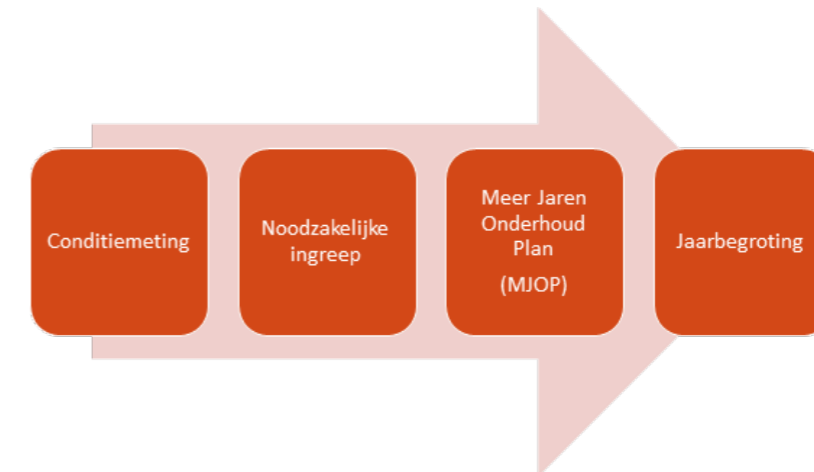 Conditiemeting
Noodzakelijke
ingreep
Meer Jaren
Onderhoud
Plan
(MJOP)
Jaarbegroting